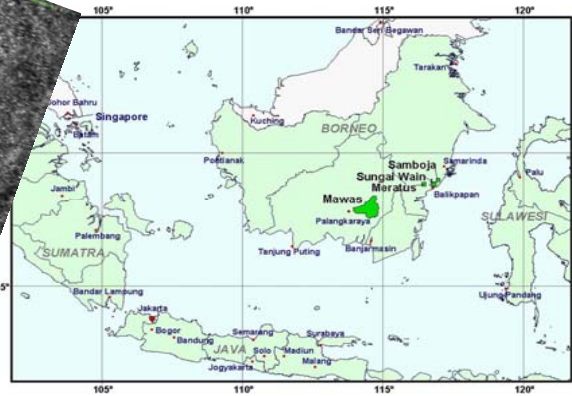 105° 110° 115° 120°
Bandar Seri Begawan
Tarakan
Johor Bahru
Singapore
Batam
Kuching
BORNEO
Pontianak
Samboja
Samarinda
Sungai Wain
Meratus
Palu
Jambi
Mawas
Balikpapan
Palangkaraya
SULAWESI
Palembang
SUMATRA
Tanjung Puting
Banjarmasin
5°
Bandar Lampung
Ujung Pandang
Jakarta
Bogor
Semarang
Surabaya
Bandung
JAVA
Solo
Madiun
Jogyakarta
Malang
105° 110° 115° 120°